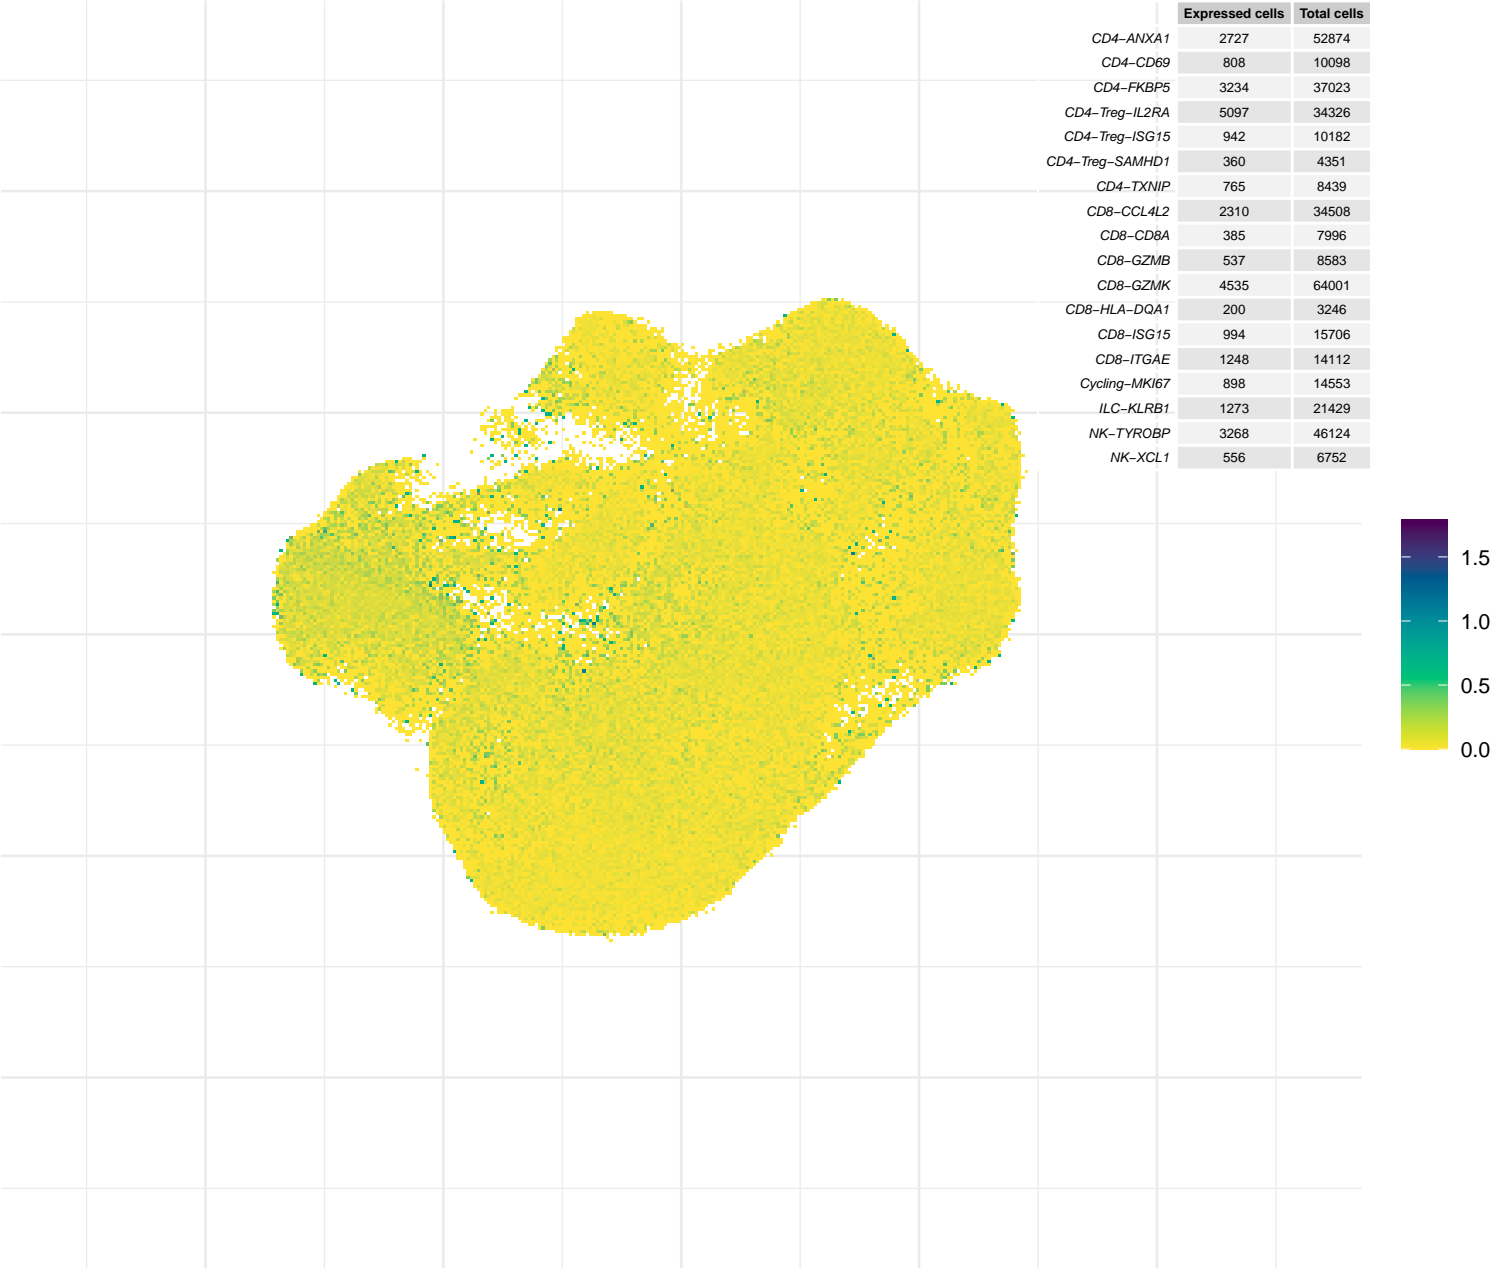 Expressed cells Total cells
CD4−ANXA1 2727 52874
CD4−CD69 808 10098
CD4−FKBP5 3234 37023
CD4−Treg−IL2RA 5097 34326
CD4−Treg−ISG15 942 10182
CD4−Treg−SAMHD1 360 4351
CD4−TXNIP 765 8439
CD8−CCL4L2 2310 34508
CD8−CD8A 385 7996
CD8−GZMB 537 8583
CD8−GZMK 4535 64001
CD8−HLA−DQA1 200 3246
CD8−ISG15 994 15706
CD8−ITGAE 1248 14112
Cycling−MKI67 898 14553
ILC−KLRB1 1273 21429
NK−TYROBP 3268 46124
NK−XCL1 556 6752
1.5
1.0
0.5
0.0